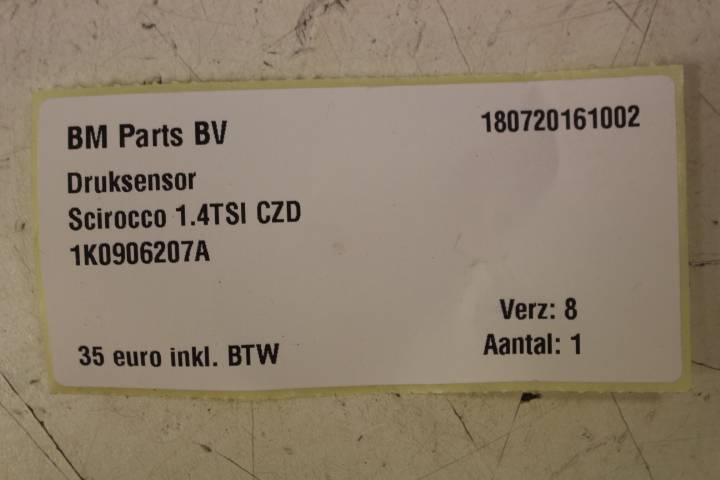 BM Parts BV
180720161002
Druksensor
Scirocco 1.4TSI CZD
1K0906207A
Verz: 8
35 euro inkl. BTW
Aantal: 1